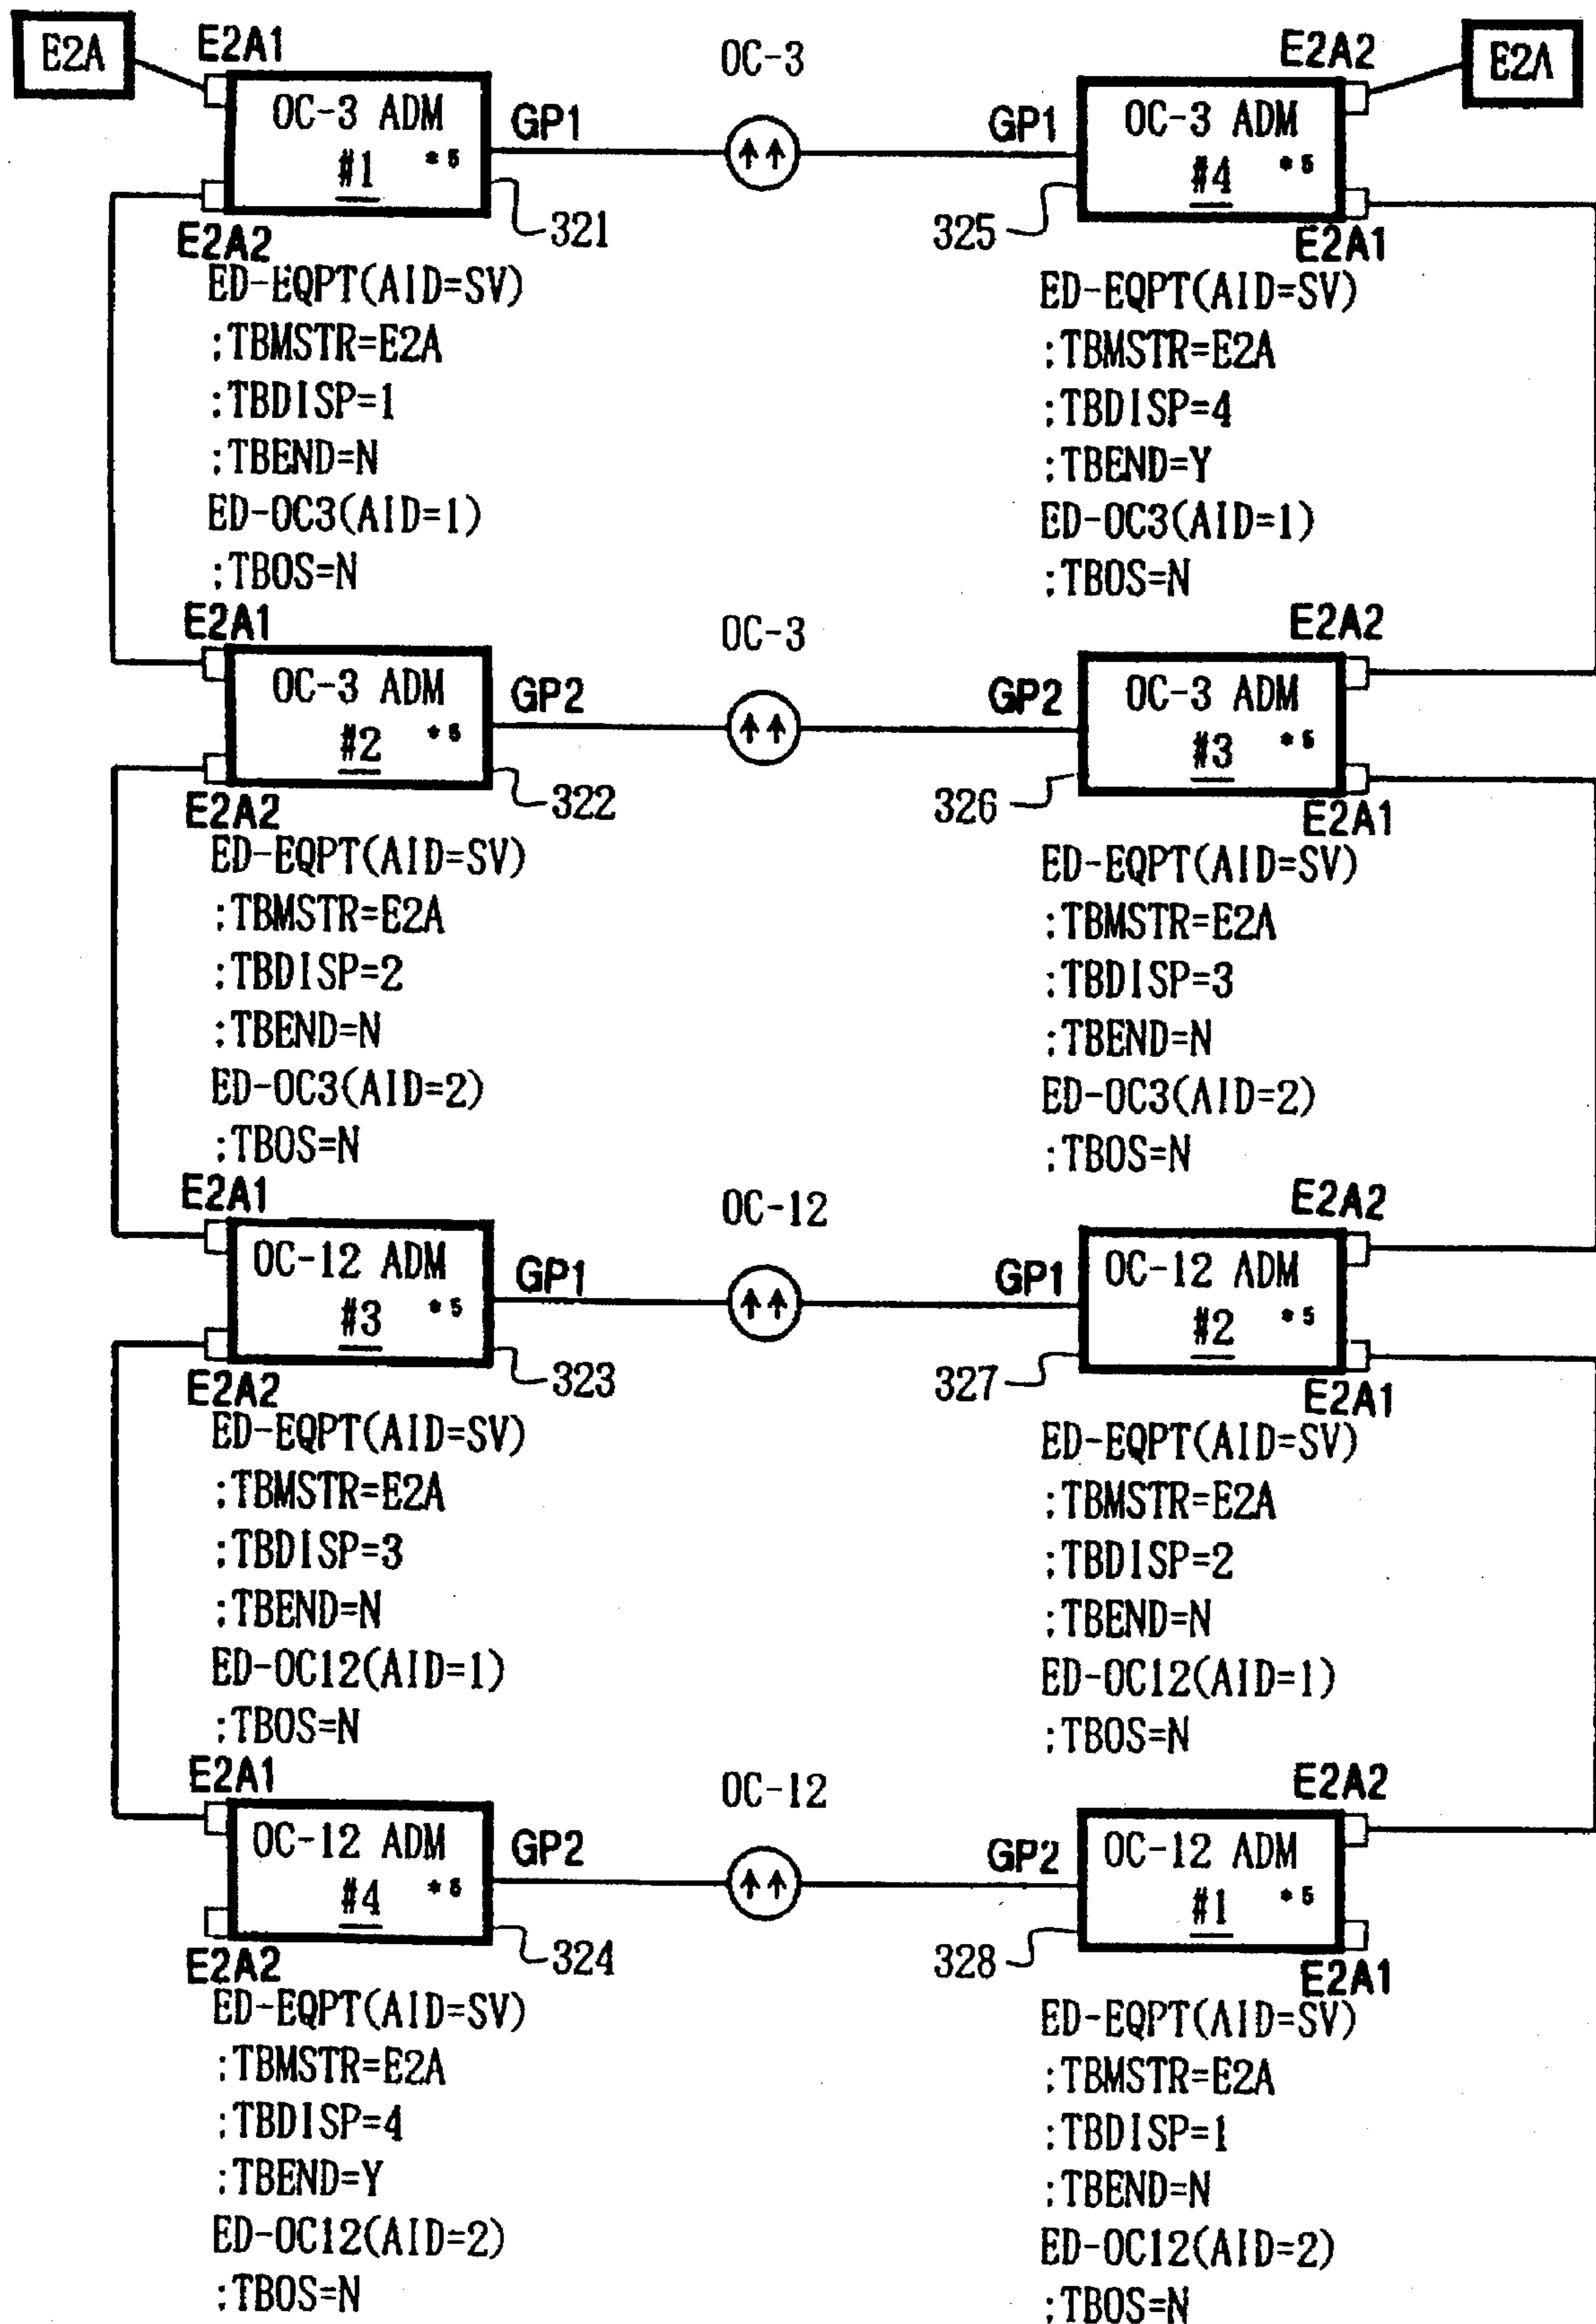 E2A
E2A1
OC-3 ADM
#1 *5
GP1
321
E2A2
OC-3
GP1
OC-3 ADM
#4 *5
325
E2A2
E2A
E2A1
ED-EQPT(AID=SV)
:TBMSTR=E2A
:TBDISP=1
:TBEND=N
ED-OC3(AID=1)
:TBOS=N
ED-EQPT(AID=SV)
:TBMSTR=E2A
:TBDISP=4
:TBEND=Y
ED-OC3(AID=1)
:TBOS=N
E2A1
OC-3 ADM
#2 *5
GP2
322
E2A2
OC-3
GP2
OC-3 ADM
#3 *5
326
E2A2
E2A1
ED-EQPT(AID=SV)
:TBMSTR=E2A
:TBDISP=2
:TBEND=N
ED-OC3(AID=2)
:TBOS=N
ED-EQPT(AID=SV)
:TBMSTR=E2A
:TBDISP=3
:TBEND=N
ED-OC3(AID=2)
:TBOS=N
E2A1
OC-12 ADM
#3 *5
GP1
323
E2A2
OC-12
GP1
OC-12 ADM
#2 *5
327
E2A2
E2A1
ED-EQPT(AID=SV)
:TBMSTR=E2A
:TBDISP=3
:TBEND=N
ED-OC12(AID=1)
:TBOS=N
ED-EQPT(AID=SV)
:TBMSTR=E2A
:TBDISP=2
:TBEND=N
ED-OC12(AID=1)
:TBOS=N
E2A1
OC-12 ADM
#4 *5
GP2
324
E2A2
OC-12
GP2
OC-12 ADM
#1 *5
328
E2A2
E2A1
ED-EQPT(AID=SV)
:TBMSTR=E2A
:TBDISP=4
:TBEND=Y
ED-OC12(AID=2)
:TBOS=N
ED-EQPT(AID=SV)
:TBMSTR=E2A
:TBDISP=1
:TBEND=N
ED-OC12(AID=2)
:TBOS=N